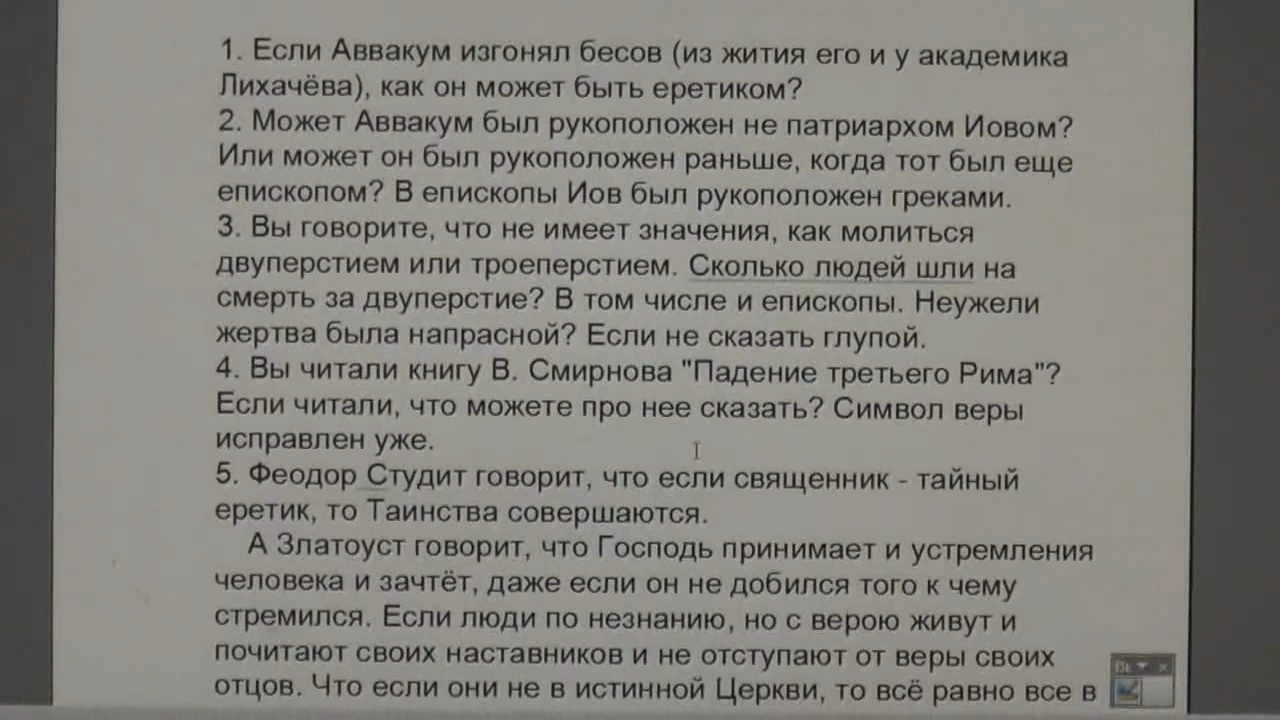 1. Если Аввакум изгонял бесов (из жития его и у академика
Лихачёва), как он может быть еретиком?
2. Может Аввакум был рукоположен не патриархом Иовом?
Или может он был рукоположен раньше, когда тот был еще
епископом? В епископы Иов был рукоположен греками.
3. Вы говорите, что не имеет значения, как молиться
двуперстием или троеперстием. Сколько людей шли на
смерть за двуперстие? В том числе и епископы. Неужели
жертва была напрасной? Если не сказать глупой.
4. Вы читали книгу В. Смирнова "Падение третьего Рима"?
Если читали, что можете про нее сказать? Символ веры
исправлен уже.
5. Феодор Студит говорит, что если священник - тайный
еретик, то Таинства совершаются.
А Златоуст говорит, что Господь принимает и устремления
человека и зачтёт, даже если он не добился того к чему
стремился. Если люди по незнанию, но с верою живут и
почитают своих наставников и не отступают от веры своих
отцов. Что если они не в истинной Церкви, то всё равно все в